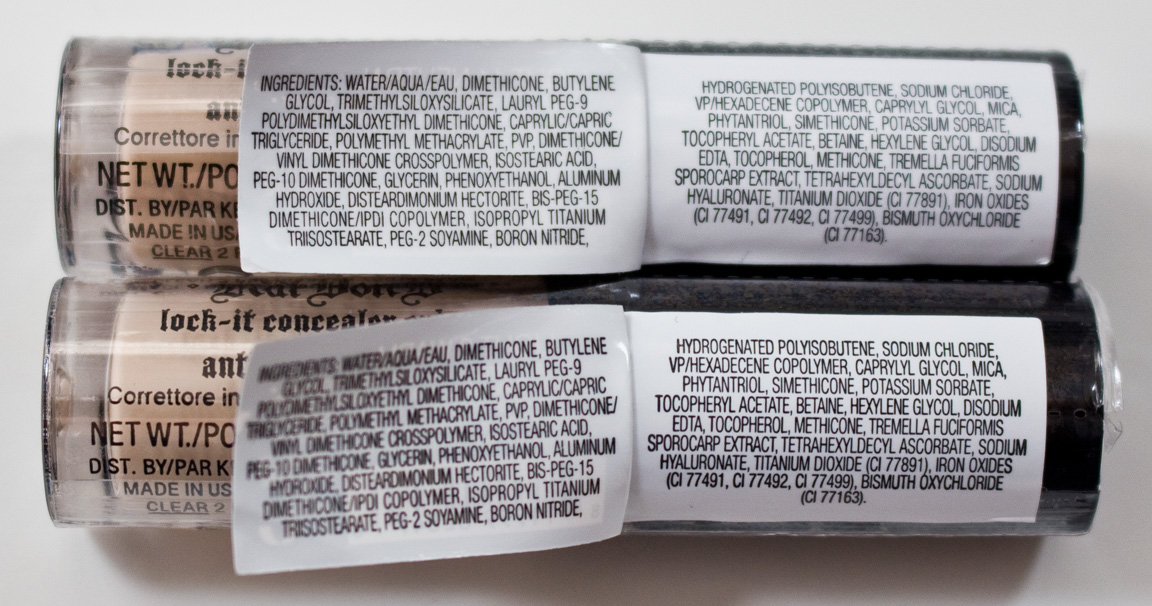 lock-i
an
Correttore in
NET WT./PO
DIST. BY/PAR KE
MADE IN USA
CLEAR 2
INGREDIENTS: WATER/AQUA/EAU, DIMETHICONE, BUTYLENE
GLYCOL, TRIMETHYLSILOXYSILICATE, LAURYL PEG-9
POLYDIMETHYLSILOXYETHYL DIMETHICONE, CAPRYLIC/CAPRIC
TRIGLYCERIDE, POLYMETHYL METHACRYLATE, PVP, DIMETHICONE/
VINYL DIMETHICONE CROSSPOLYMER, ISOSTEARIC ACID,
PEG-10 DIMETHICONE, GLYCERIN, PHENOXYETHANOL, ALUMINUM
HYDROXIDE, DISTEARDIMONIUM HECTORITE, BIS-PEG-15
DIMETHICONE/IPDI COPOLYMER, ISOPROPYL TITANIUM
TRIISOSTEARATE, PEG-2 SOYAMINE, BORON NITRIDE,
HYDROGENATED POLYISOBUTENE, SODIUM CHLORIDE,
VP/HEXADECENE COPOLYMER, CAPRYLYL GLYCOL, MICA,
PHYTANTRIOL, SIMETHICONE, POTASSIUM SORBATE,
TOCOPHERYL ACETATE, BETAINE, HEXYLENE GLYCOL, DISODIUM
EDTA, TOCOPHEROL, METHICONE, TREMELLA FUCIFORMIS
SPOROCARP EXTRACT, TETRAHEXYLDECYL ASCORBATE, SODIUM
HYALURONATE, TITANIUM DIOXIDE (CI 77891), IRON OXIDES
(CI 77491, CI 77492, CI 77499), BISMUTH OXYCHLORIDE
(CI 77163).
lock-it concealer
ant
Correttore in
NET WT./PO
DIST. BY/PAR K
MADE IN US
CLEAR 2
INGREDIENTS: WATER/AQUA/EAU, DIMETHICONE, BUTYLENE
GLYCOL, TRIMETHYLSILOXYSILICATE, LAURYL PEG-9
POLYDIMETHYLSILOXYETHYL DIMETHICONE, CAPRYLIC/CAPRIC
TRIGLYCERIDE, POLYMETHYL METHACRYLATE, PVP, DIMETHICONE/
VINYL DIMETHICONE CROSSPOLYMER, ISOSTEARIC ACID,
PEG-10 DIMETHICONE, GLYCERIN, PHENOXYETHANOL, ALUMINUM
HYDROXIDE, DISTEARDIMONIUM HECTORITE, BIS-PEG-15
DIMETHICONE/IPDI COPOLYMER, ISOPROPYL TITANIUM
TRIISOSTEARATE, PEG-2 SOYAMINE, BORON NITRIDE,
HYDROGENATED POLYISOBUTENE, SODIUM CHLORIDE,
VP/HEXADECENE COPOLYMER, CAPRYLYL GLYCOL, MICA,
PHYTANTRIOL, SIMETHICONE, POTASSIUM SORBATE,
TOCOPHERYL ACETATE, BETAINE, HEXYLENE GLYCOL, DISODIUM
EDTA, TOCOPHEROL, METHICONE, TREMELLA FUCIFORMIS
SPOROCARP EXTRACT, TETRAHEXYLDECYL ASCORBATE, SODIUM
HYALURONATE, TITANIUM DIOXIDE (CI 77891), IRON OXIDES
(CI 77491, CI 77492, CI 77499), BISMUTH OXYCHLORIDE
(CI 77163).